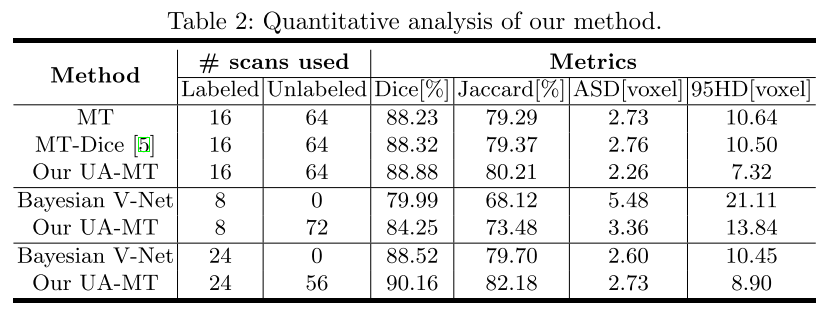 Table 2: Quantitative analysis of our method.
Method # scans used Metrics
Labeled Unlabeled Dice[%] Jaccard[%] ASD[voxel] 95HD[voxel]
MT 16 64 88.23 79.29 2.73 10.64
MT-Dice [5] 16 64 88.32 79.37 2.76 10.50
Our UA-MT 16 64 88.88 80.21 2.26 7.32
Bayesian V-Net 8 0 79.99 68.12 5.48 21.11
Our UA-MT 8 72 84.25 73.48 3.36 13.84
Bayesian V-Net 24 0 88.52 79.70 2.60 10.45
Our UA-MT 24 56 90.16 82.18 2.73 8.90